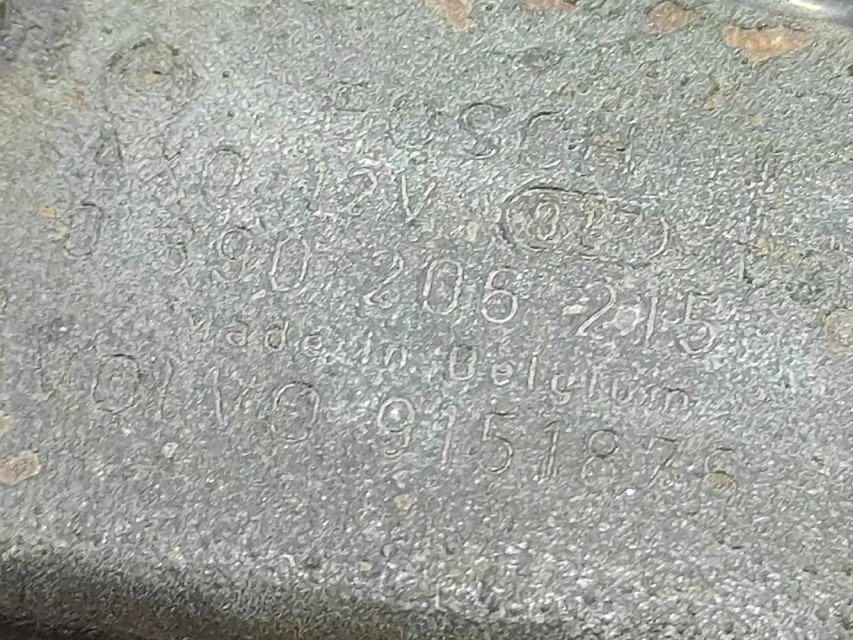 BOSCH
12V
0 390 206 215
Made in Belgium
VOLVO 9151876